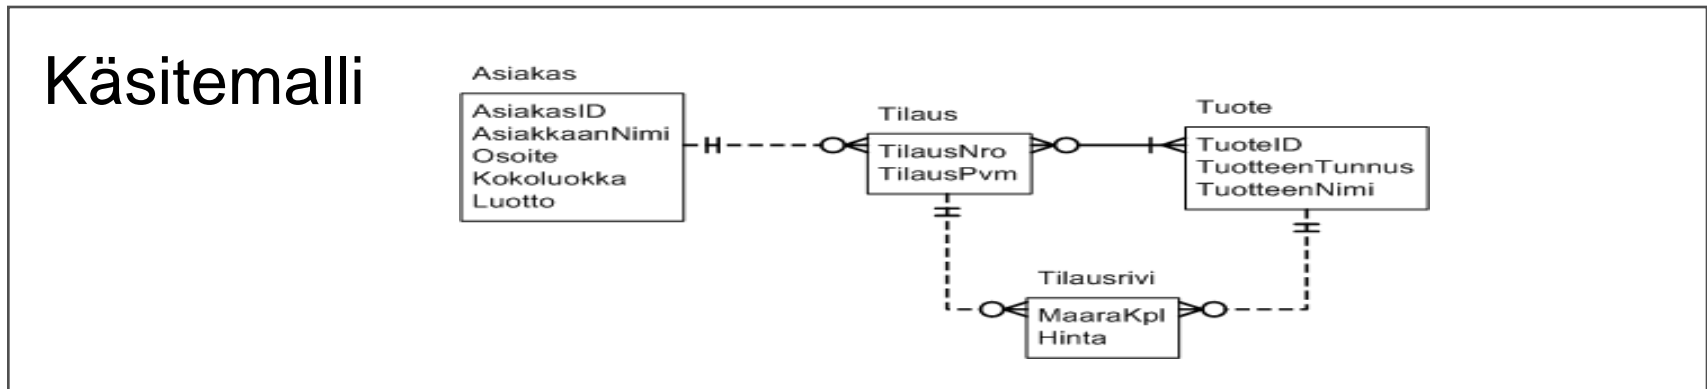 Käsitemalli
Asiakas
AsiakasID
AsiakkaanNimi
Osoite
Kokoluokka
Luotto
Tilaus
TilausNro
TilausPvm
Tuote
TuoteID
TuotteenTunnus
TuotteenNimi
Tilausrivi
MaaraKpl
Hinta